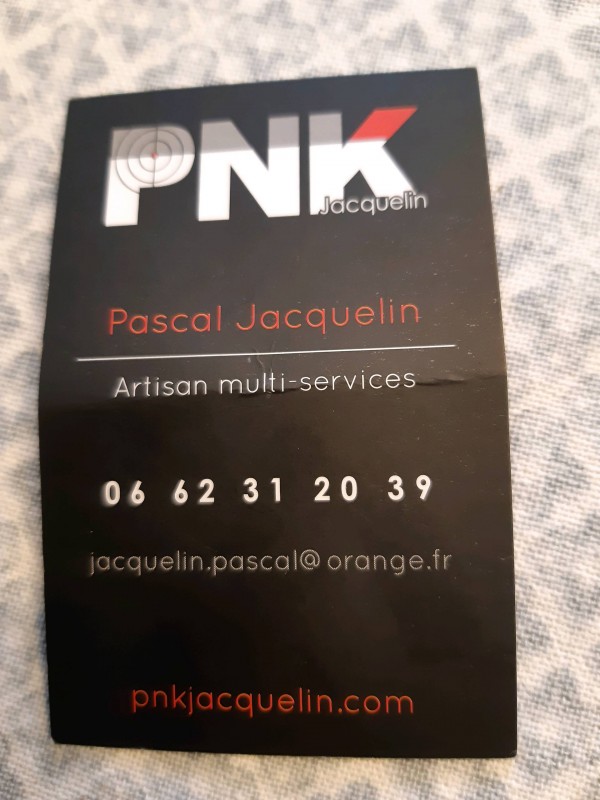 PNK
Jacquelin
Pascal Jacquelin
Artisan multi-services
06 62 31 20 39
jacquelin.pascal@orange.fr
pnkjacquelin.com